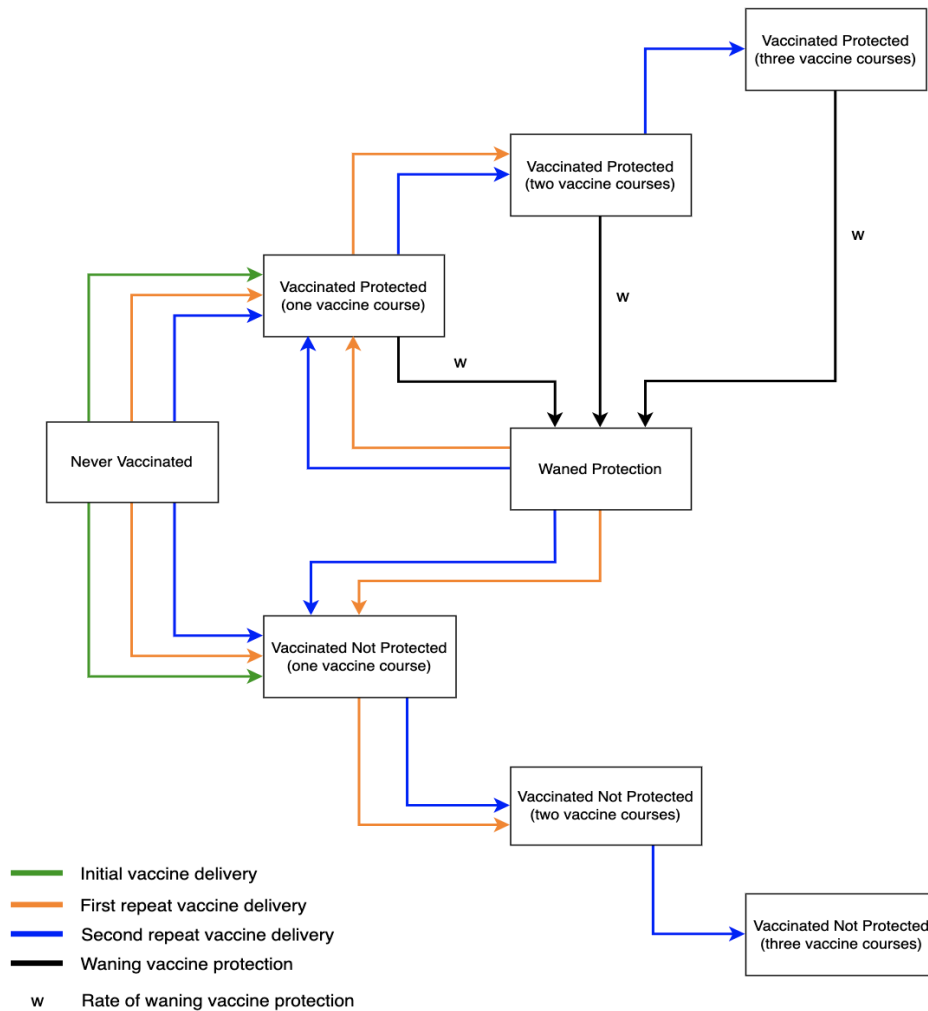 Vaccinated Protected
(three vaccine courses)
Vaccinated Protected
(two vaccine courses)
w
Vaccinated Protected
(one vaccine course)
w
w
Never Vaccinated
Waned Protection
Vaccinated Not Protected
(one vaccine course)
Vaccinated Not Protected
(two vaccine courses)
Vaccinated Not Protected
(three vaccine courses)
Initial vaccine delivery
First repeat vaccine delivery
Second repeat vaccine delivery
Waning vaccine protection
w Rate of waning vaccine protection